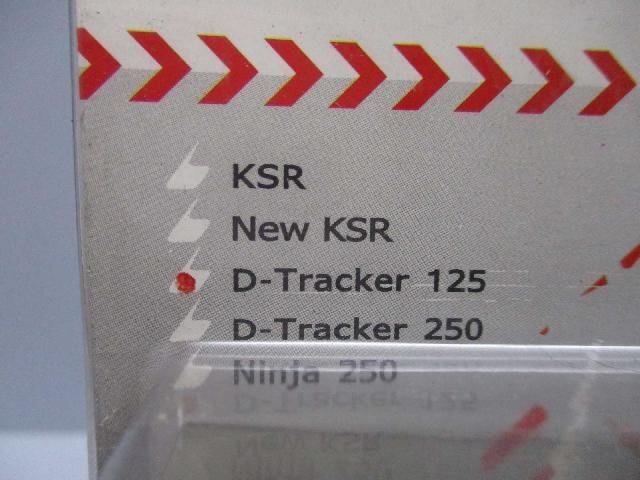 KSR
New KSR
D-Tracker 125
D-Tracker 250
Ninja 250